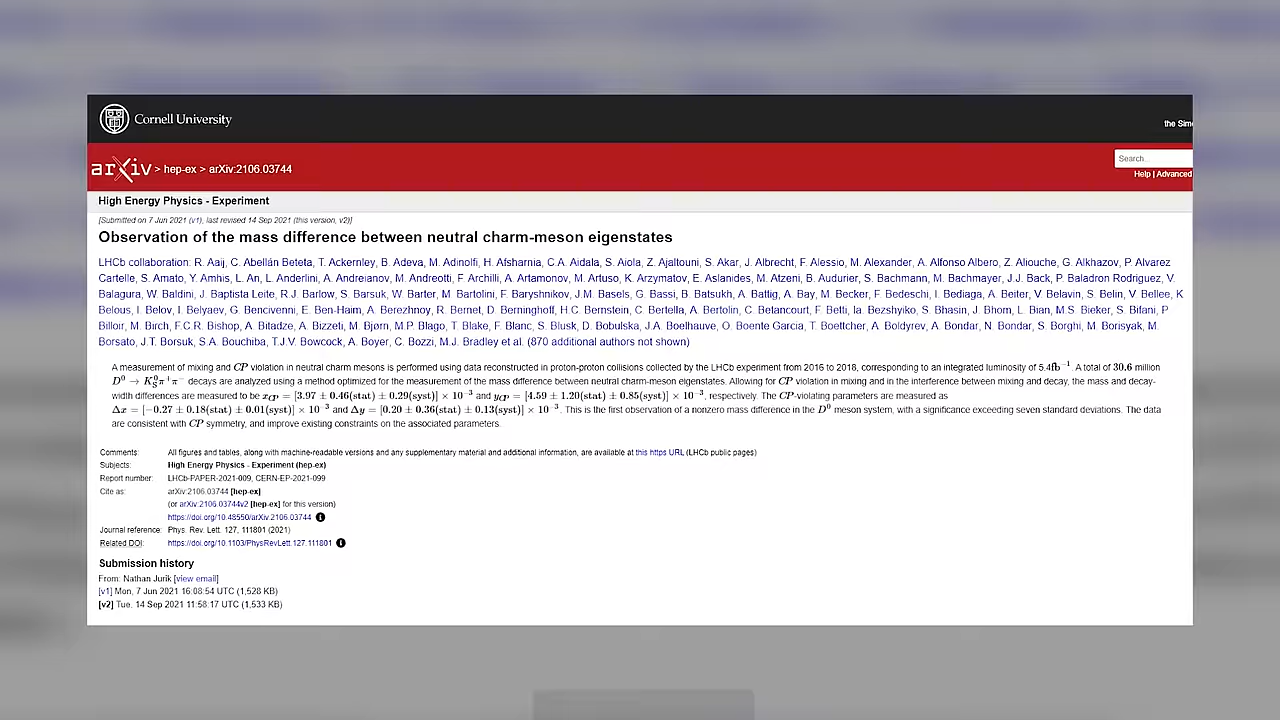 Cornell University
the Sim
arXiv > hep-ex > arXiv:2106.03744
Search...
Help | Advanced
High Energy Physics - Experiment
[Submitted on 7 Jun 2021 (v1), last revised 14 Sep 2021 (this version, v2)]
Observation of the mass difference between neutral charm-meson eigenstates
LHCb collaboration: R. Aaij, C. Abellán Beteta, T. Ackernley, B. Adeva, M. Adinolfi, H. Afsharnia, C.A. Aidala, S. Aiola, Z. Ajaltouni, S. Akar, J. Albrecht, F. Alessio, M. Alexander, A. Alfonso Albero, Z. Aliouche, G. Alkhazov, P. Alvarez
Cartelle, S. Amato, Y. Amhis, L. An, L. Anderlini, A. Andreianov, M. Andreotti, F. Archilli, A. Artamonov, M. Artuso, K. Arzymatov, E. Aslanides, M. Atzeni, B. Audurier, S. Bachmann, M. Bachmayer, J.J. Back, P. Baladron Rodriguez, V.
Balagura, W. Baldini, J. Baptista Leite, R.J. Barlow, S. Barsuk, W. Barter, M. Bartolini, F. Baryshnikov, J.M. Basels, G. Bassi, B. Batsukh, A. Battig, A. Bay, M. Becker, F. Bedeschi, I. Bediaga, A. Beiter, V. Belavin, S. Belin, V. Bellee, K.
Belous, I. Belov, I. Belyaev, G. Bencivenni, E. Ben-Haim, A. Berezhnoy, R. Bernet, D. Berninghoff, H.C. Bernstein, C. Bertella, A. Bertolin, C. Betancourt, F. Betti, Ia. Bezshyiko, S. Bhasin, J. Bhom, L. Bian, M.S. Bieker, S. Bifani, P.
Billoir, M. Birch, F.C.R. Bishop, A. Bitadze, A. Bizzeti, M. Bjørn, M.P. Blago, T. Blake, F. Blanc, S. Blusk, D. Bobulska, J.A. Boelhauve, O. Boente Garcia, T. Boettcher, A. Boldyrev, A. Bondar, N. Bondar, S. Borghi, M. Borisyak, M.
Borsato, J.T. Borsuk, S.A. Bouchiba, T.J.V. Bowcock, A. Boyer, C. Bozzi, M.J. Bradley et al. (870 additional authors not shown)
A measurement of mixing and CP violation in neutral charm mesons is performed using data reconstructed in proton-proton collisions collected by the LHCb experiment from 2016 to 2018, corresponding to an integrated luminosity of 5.4fb⁻¹. A total of 30.6 million
D⁰ → K⁰_S π⁺π⁻ decays are analyzed using a method optimized for the measurement of the mass difference between neutral charm-meson eigenstates. Allowing for CP violation in mixing and in the interference between mixing and decay, the mass and decay-
width differences are measured to be x_CP = [3.97 ± 0.46(stat) ± 0.29(syst)] × 10⁻³ and y_CP = [4.59 ± 1.20(stat) ± 0.85(syst)] × 10⁻³, respectively. The CP-violating parameters are measured as
Δx = [−0.27 ± 0.18(stat) ± 0.01(syst)] × 10⁻³ and Δy = [0.20 ± 0.36(stat) ± 0.13(syst)] × 10⁻³. This is the first observation of a nonzero mass difference in the D⁰ meson system, with a significance exceeding seven standard deviations. The data
are consistent with CP symmetry, and improve existing constraints on the associated parameters.
Comments: All figures and tables, along with machine-readable versions and any supplementary material and additional information, are available at this https URL (LHCb public pages)
Subjects: High Energy Physics - Experiment (hep-ex)
Report number: LHCb-PAPER-2021-009, CERN-EP-2021-099
Cite as: arXiv:2106.03744 [hep-ex]
(or arXiv:2106.03744v2 [hep-ex] for this version)
https://doi.org/10.48550/arXiv.2106.03744
Journal reference: Phys. Rev. Lett. 127, 111801 (2021)
Related DOI: https://doi.org/10.1103/PhysRevLett.127.111801
Submission history
From: Nathan Jurik [view email]
[v1] Mon, 7 Jun 2021 16:08:54 UTC (1,528 KB)
[v2] Tue, 14 Sep 2021 11:58:17 UTC (1,533 KB)